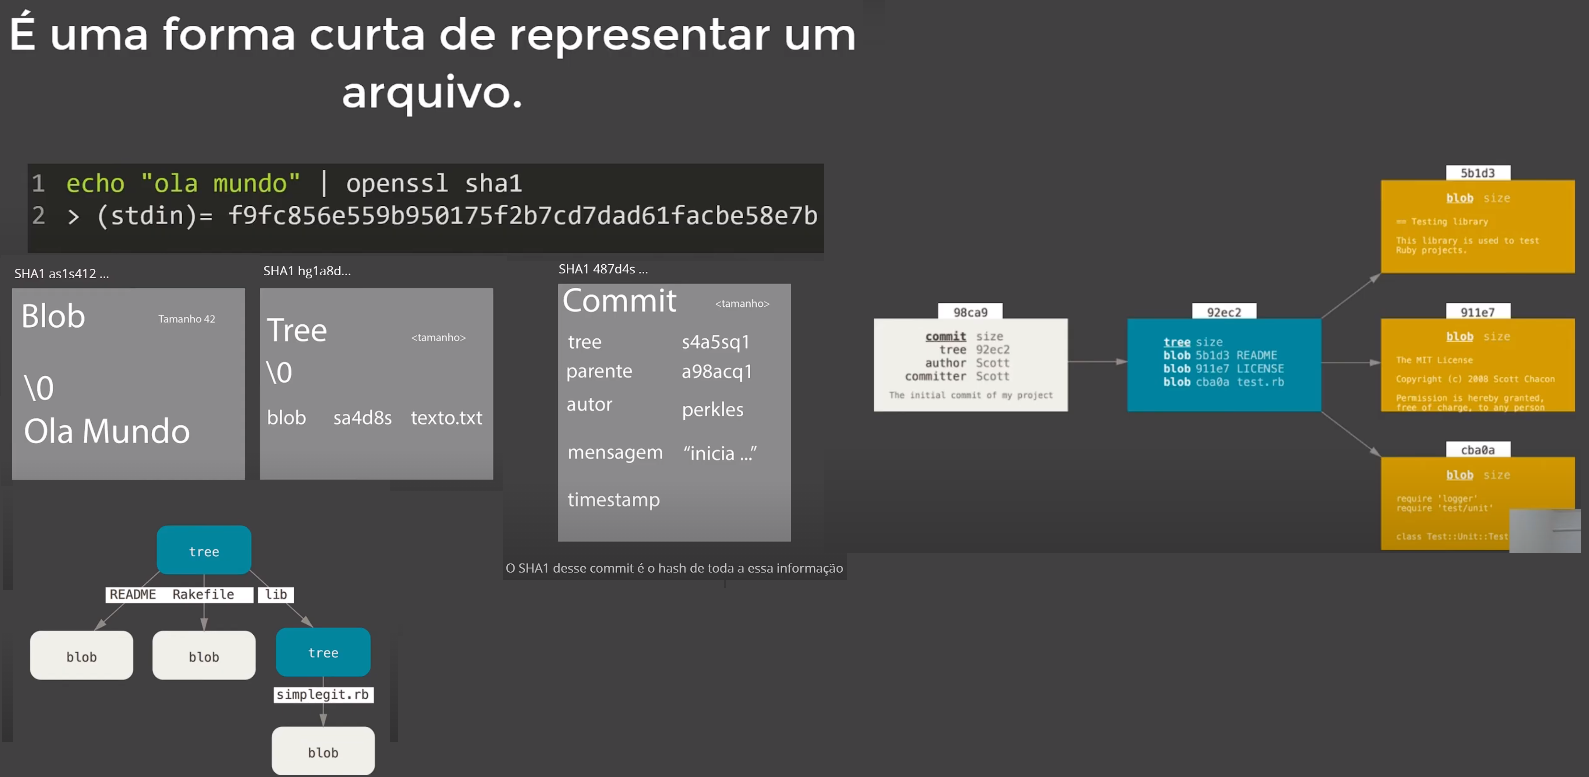 É uma forma curta de representar um
arquivo.
1 echo "ola mundo" | openssl sha1
2 > (stdin)= f9fc856e559b950175f2b7cd7dad61facbe58e7b
SHA1 as1s412 ...
Blob Tamanho 42
\0
Ola Mundo
SHA1 hg1a8d...
Tree <tamanho>
\0
blob sa4d8s texto.txt
SHA1 487d4s ...
Commit <tamanho>
tree s4a5sq1
parente a98acq1
autor perkles
mensagem “inicia ...”
timestamp
O SHA1 desse commit é o hash de toda a essa informação
tree
README Rakefile lib
blob blob tree
simplegit.rb
blob
98ca9
commit size
tree 92ec2
author Scott
committer Scott
The initial commit of my project
92ec2
tree size
blob 5b1d3 README
blob 911e7 LICENSE
blob cba0a test.rb
5b1d3
blob size
== Testing library
This library is used to test
Ruby projects.
911e7
blob size
The MIT License
Copyright (c) 2008 Scott Chacon
Permission is hereby granted,
free of charge, to any person
cba0a
blob size
require 'logger'
require 'test/unit'
class Test::Unit::Test